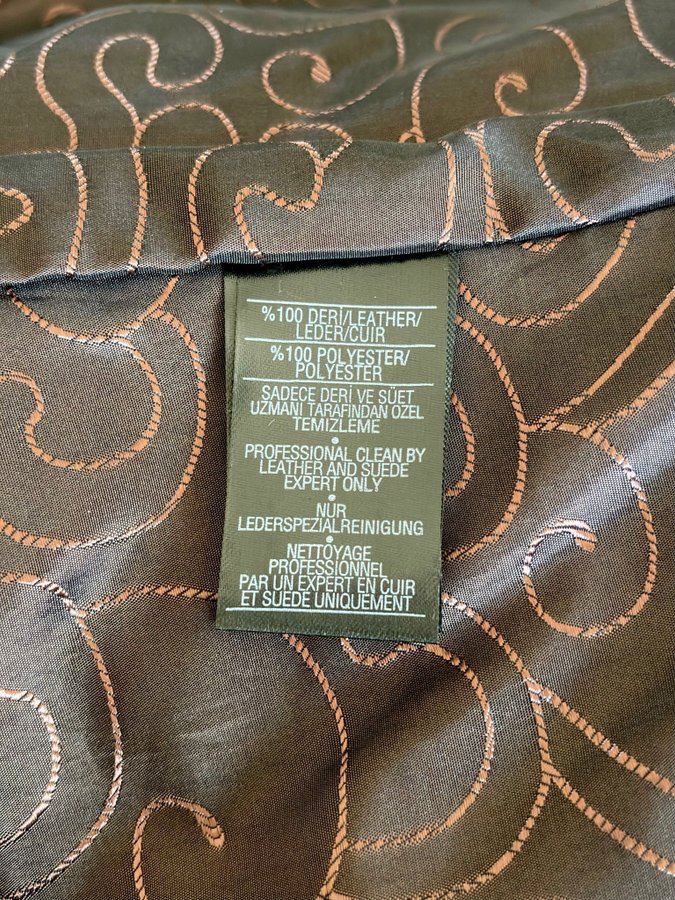 %100 DERİ/LEATHER/
LEDER/CUIR
%100 POLYESTER/
POLYESTER
SADECE DERİ VE SÜET
UZMANI TARAFINDAN ÖZEL
TEMİZLEME
•
PROFESSIONAL CLEAN BY
LEATHER AND SUEDE
EXPERT ONLY
•
NUR
LEDERSPEZIALREINIGUNG
•
NETTOYAGE
PROFESSIONNEL
PAR UN EXPERT EN CUIR
ET SUEDE UNIQUEMENT